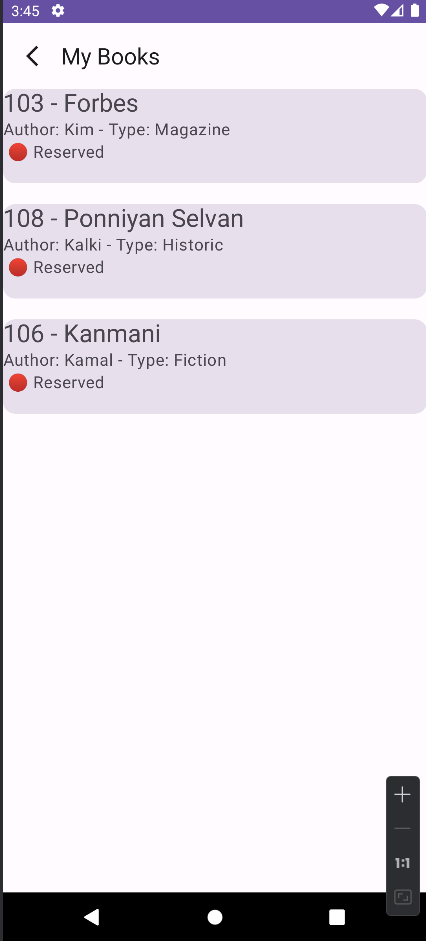 3:45
My Books
103 - Forbes
Author: Kim - Type: Magazine
Reserved
108 - Ponniyan Selvan
Author: Kalki - Type: Historic
Reserved
106 - Kanmani
Author: Kamal - Type: Fiction
Reserved
1:1